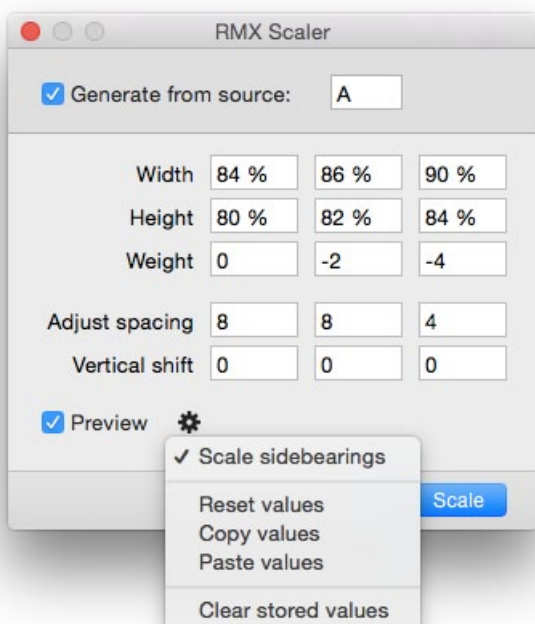 RMX Scaler
Generate from source: A
Width 84 % 86 % 90 %
Height 80 % 82 % 84 %
Weight 0 -2 -4
Adjust spacing 8 8 4
Vertical shift 0 0 0
Preview
✓ Scale sidebearings
Reset values
Scale
Copy values
Paste values
Clear stored values